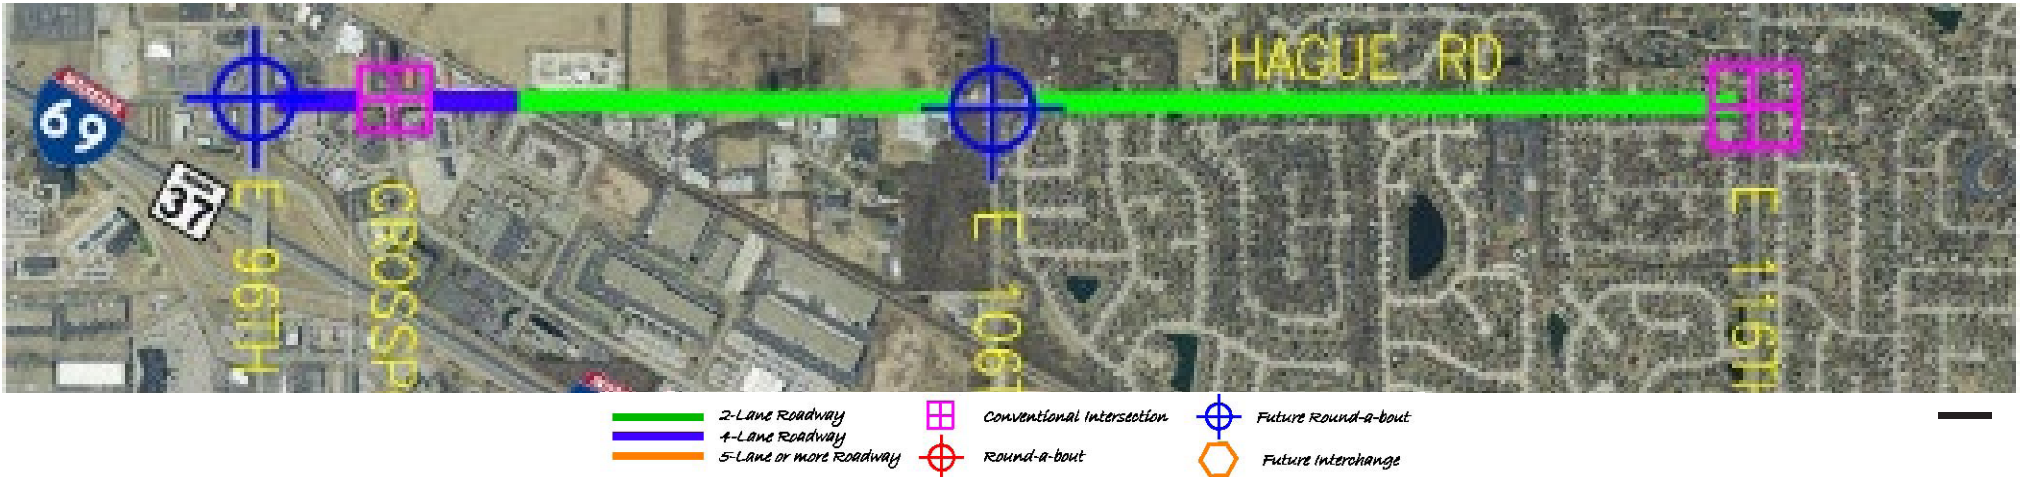 HAGUE RD
69
37
E 96TH
CROSSP
E 106T
E 116TH
2-Lane Roadway
4-Lane Roadway
5-Lane or more Roadway
Conventional Intersection
Round-a-bout
Future Round-a-bout
Future Interchange